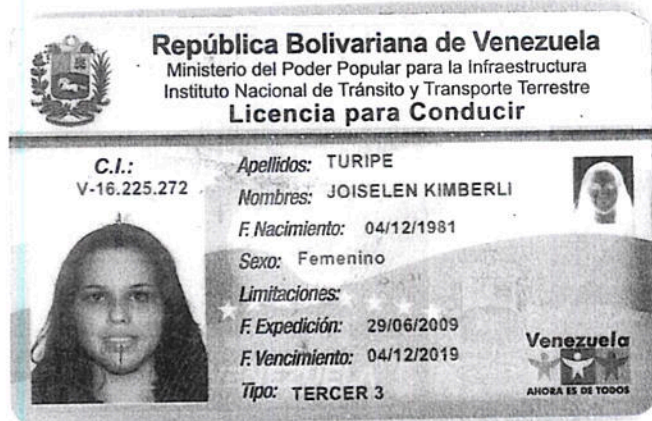 República Bolivariana de Venezuela
Ministerio del Poder Popular para la Infraestructura
Instituto Nacional de Tránsito y Transporte Terrestre
Licencia para Conducir
C.I.:
V-16.225.272
Apellidos: TURIPE
Nombres: JOISELEN KIMBERLI
F. Nacimiento: 04/12/1981
Sexo: Femenino
Limitaciones:
F. Expedición: 29/06/2009
F. Vencimiento: 04/12/2019
Tipo: TERCER 3
Venezuela
AHORA ES DE TODOS